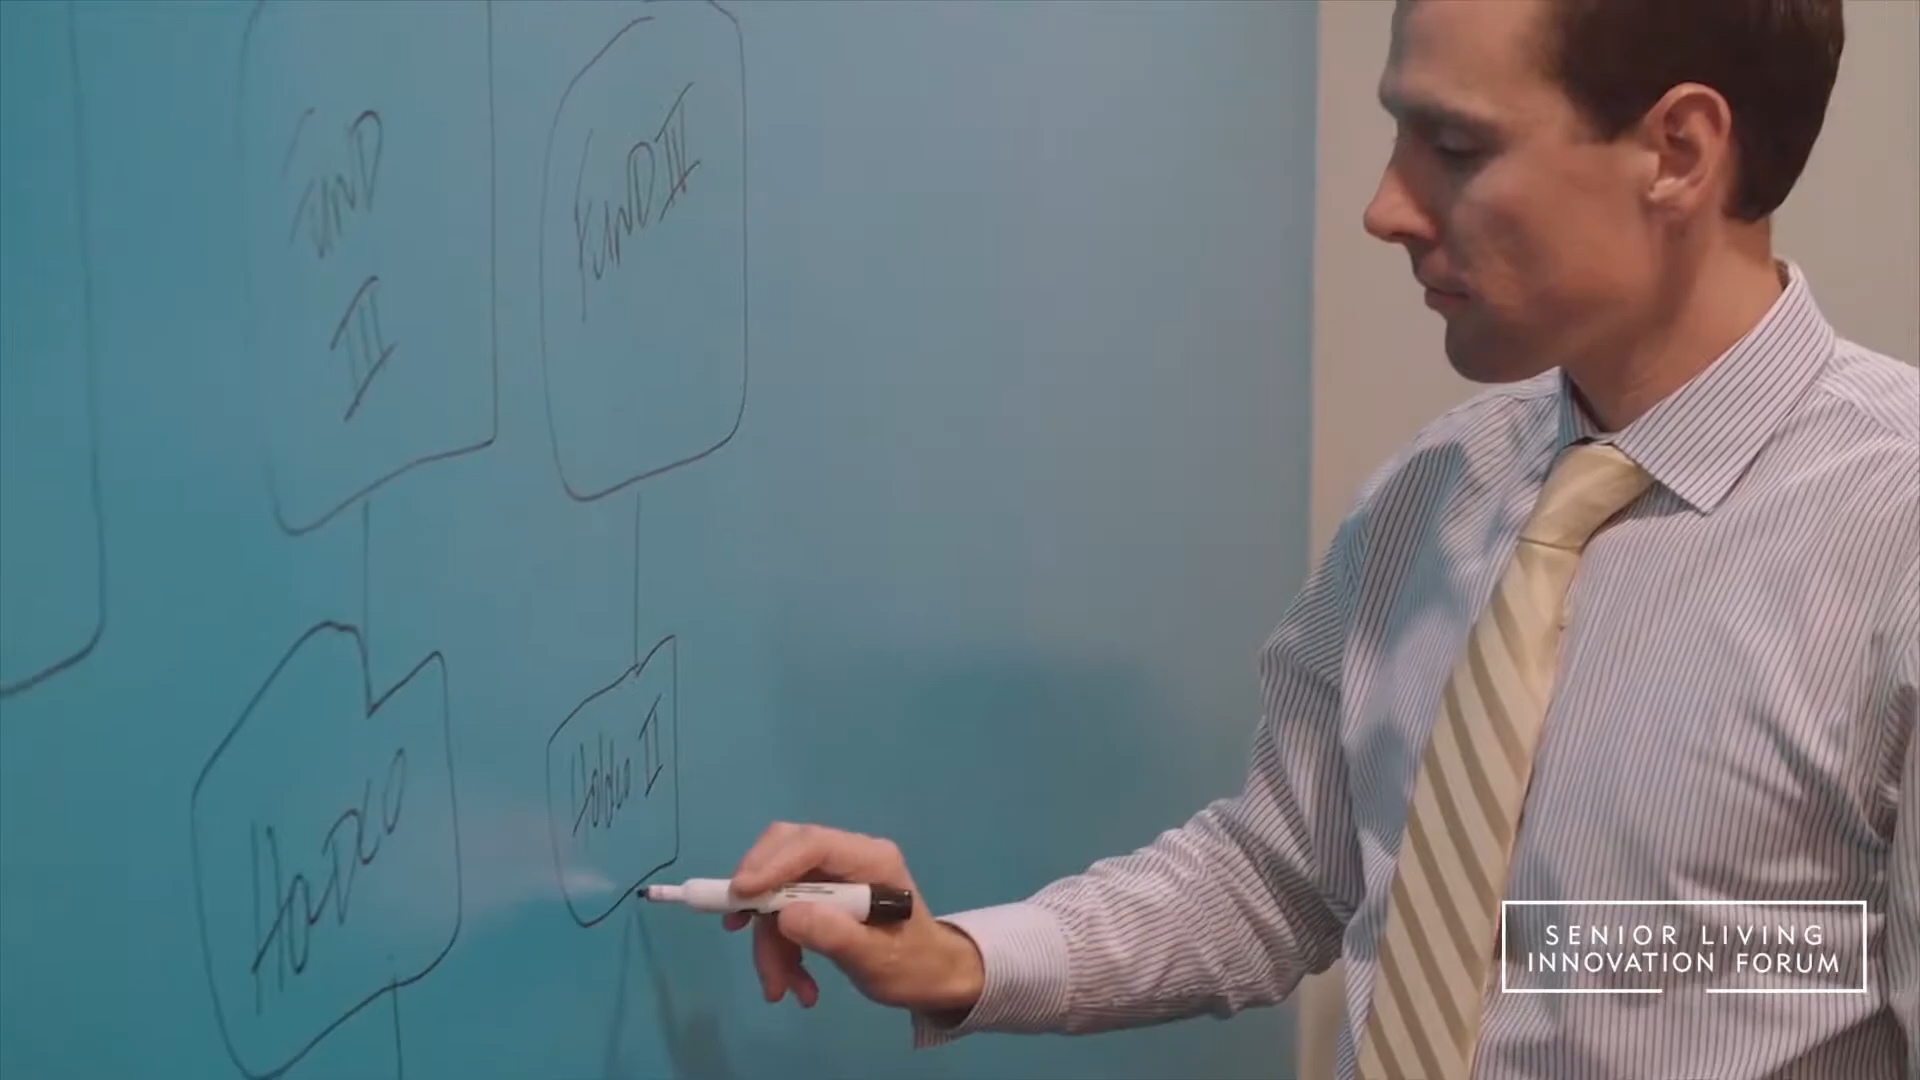 FUND
III
FUND IV
HOLDCO
Holdco II
SENIOR LIVING
INNOVATION FORUM